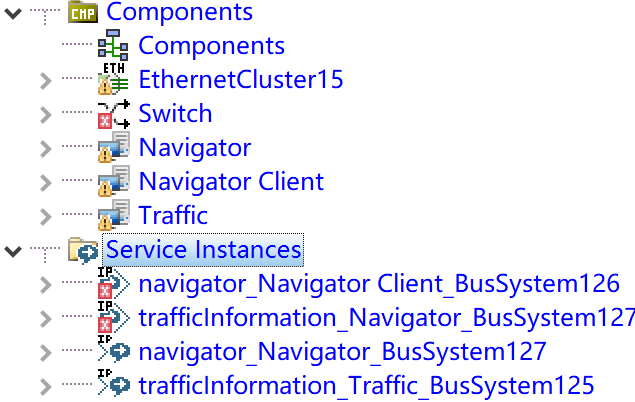 CMP Components
Components
ETH
EthernetCluster15
Switch
Navigator
Navigator Client
Traffic
Service Instances
IP navigator_Navigator Client_BusSystem126
IP trafficInformation_Navigator_BusSystem127
IP navigator_Navigator_BusSystem127
IP trafficInformation_Traffic_BusSystem125